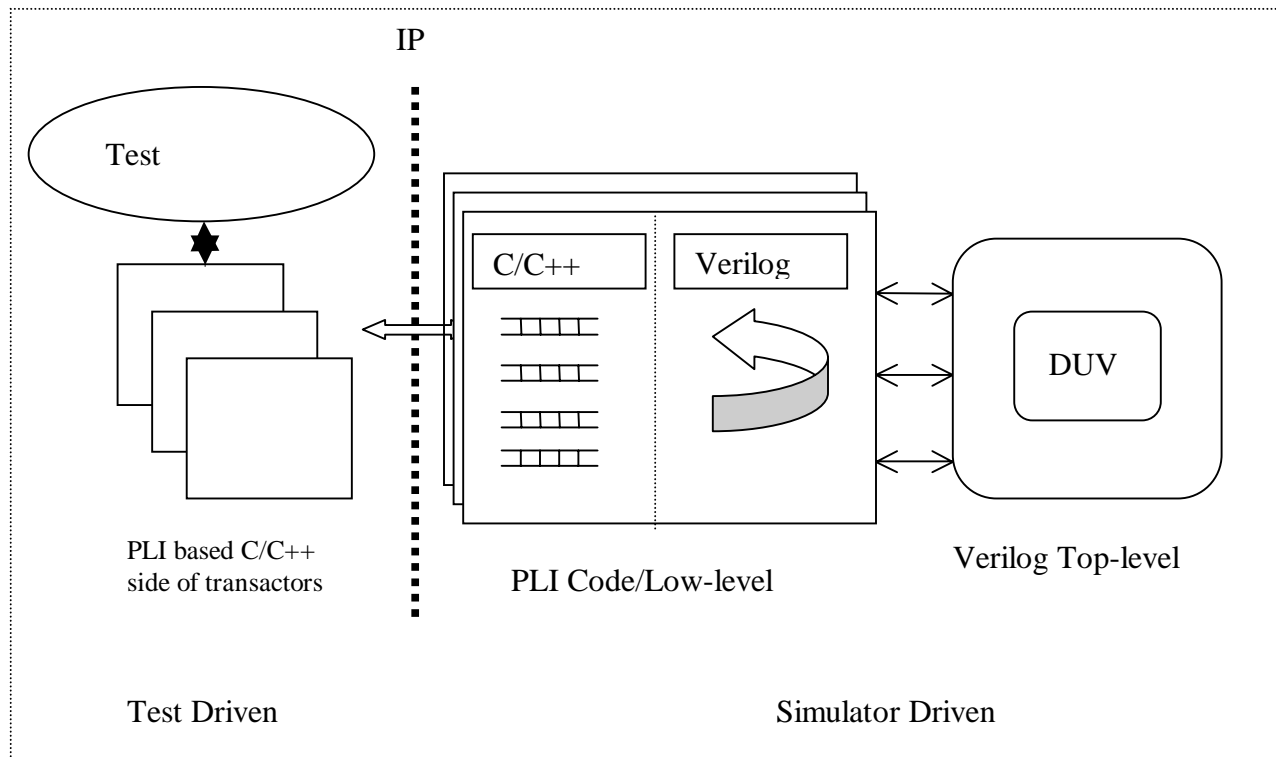 IP
Test
C/C++
Verilog
DUV
PLI based C/C++
side of transactors
PLI Code/Low-level
Verilog Top-level
Test Driven
Simulator Driven